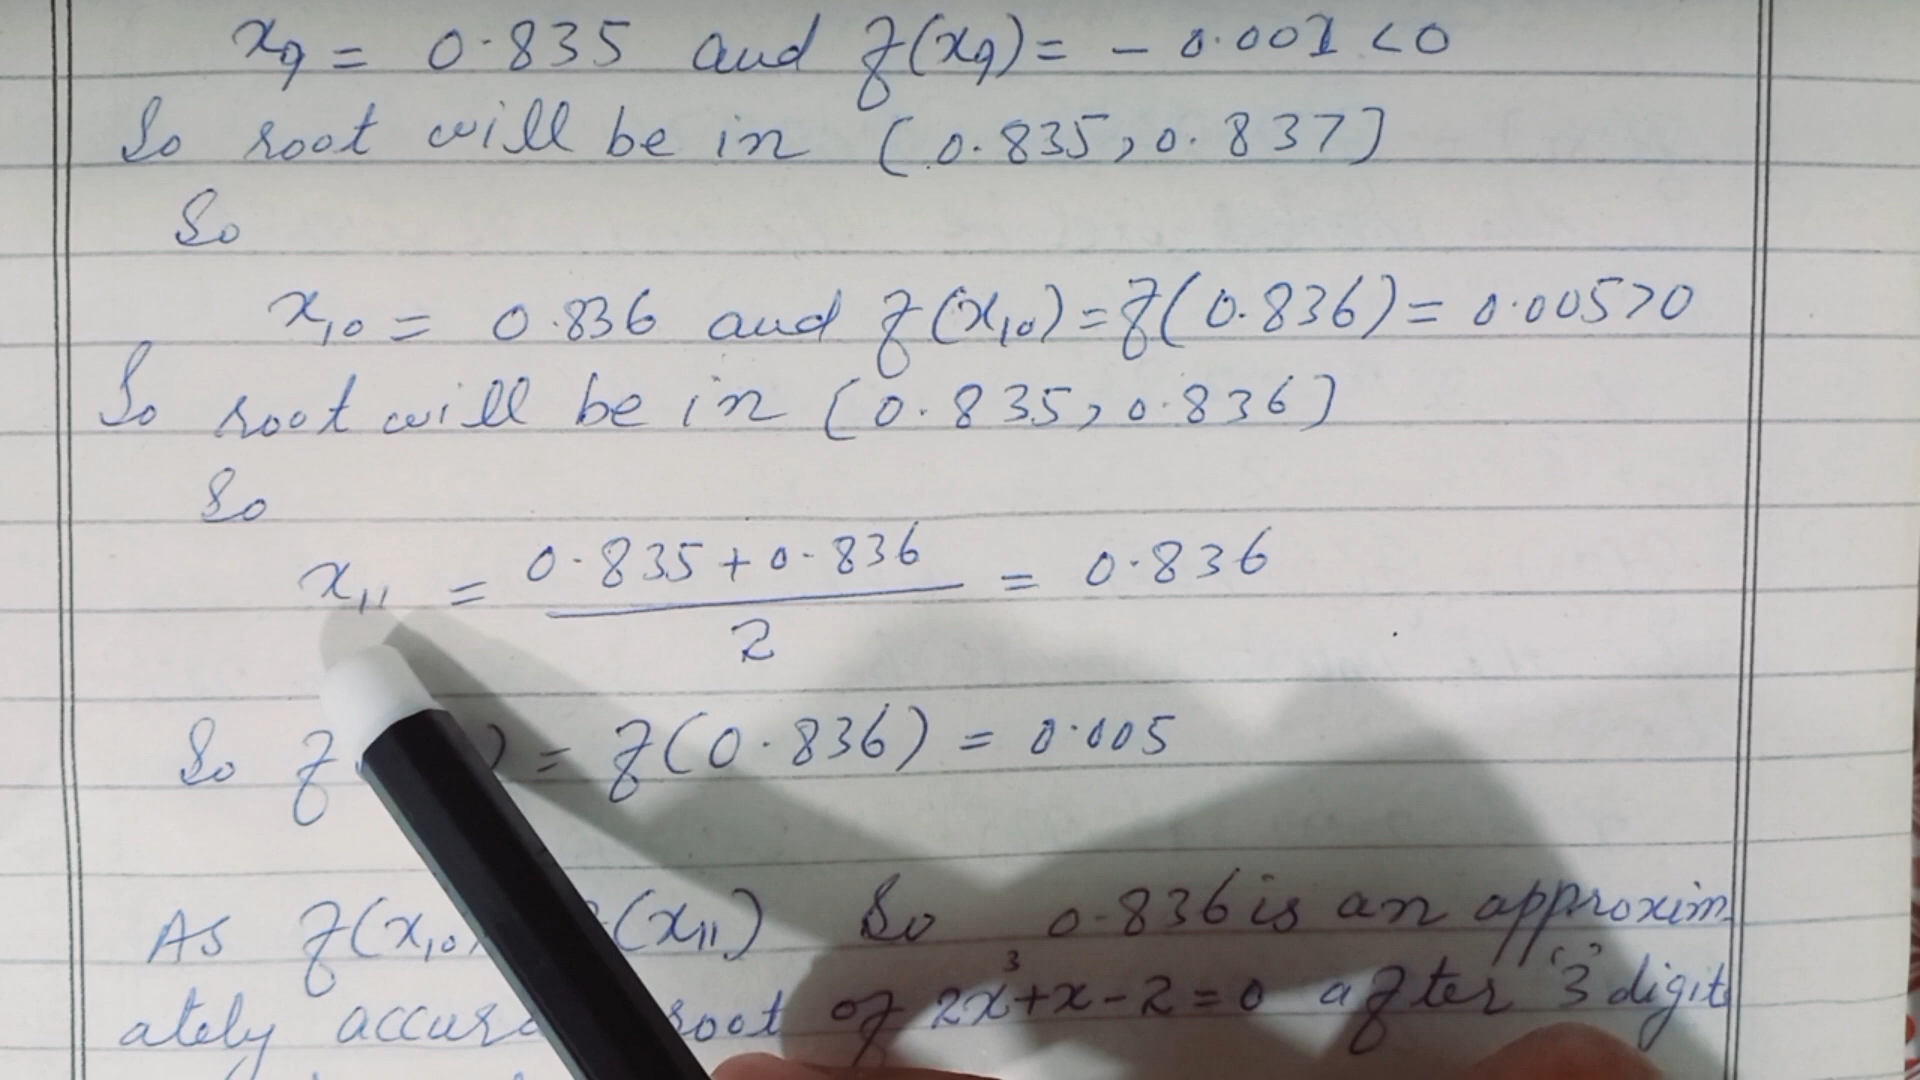 x9 = 0.835 and f(x9) = - 0.001 < 0
So root will be in (0.835, 0.837)
So
x10 = 0.836 and f(x10) = f(0.836) = 0.005 > 0
So root will be in (0.835, 0.836)
So
x11 = (0.835 + 0.836)/2 = 0.836
So f ) = f(0.836) = 0.005
As f(x10) (x11) So 0.836 is an approxim
ately root of 2x³+x-2=0 after '3' digit